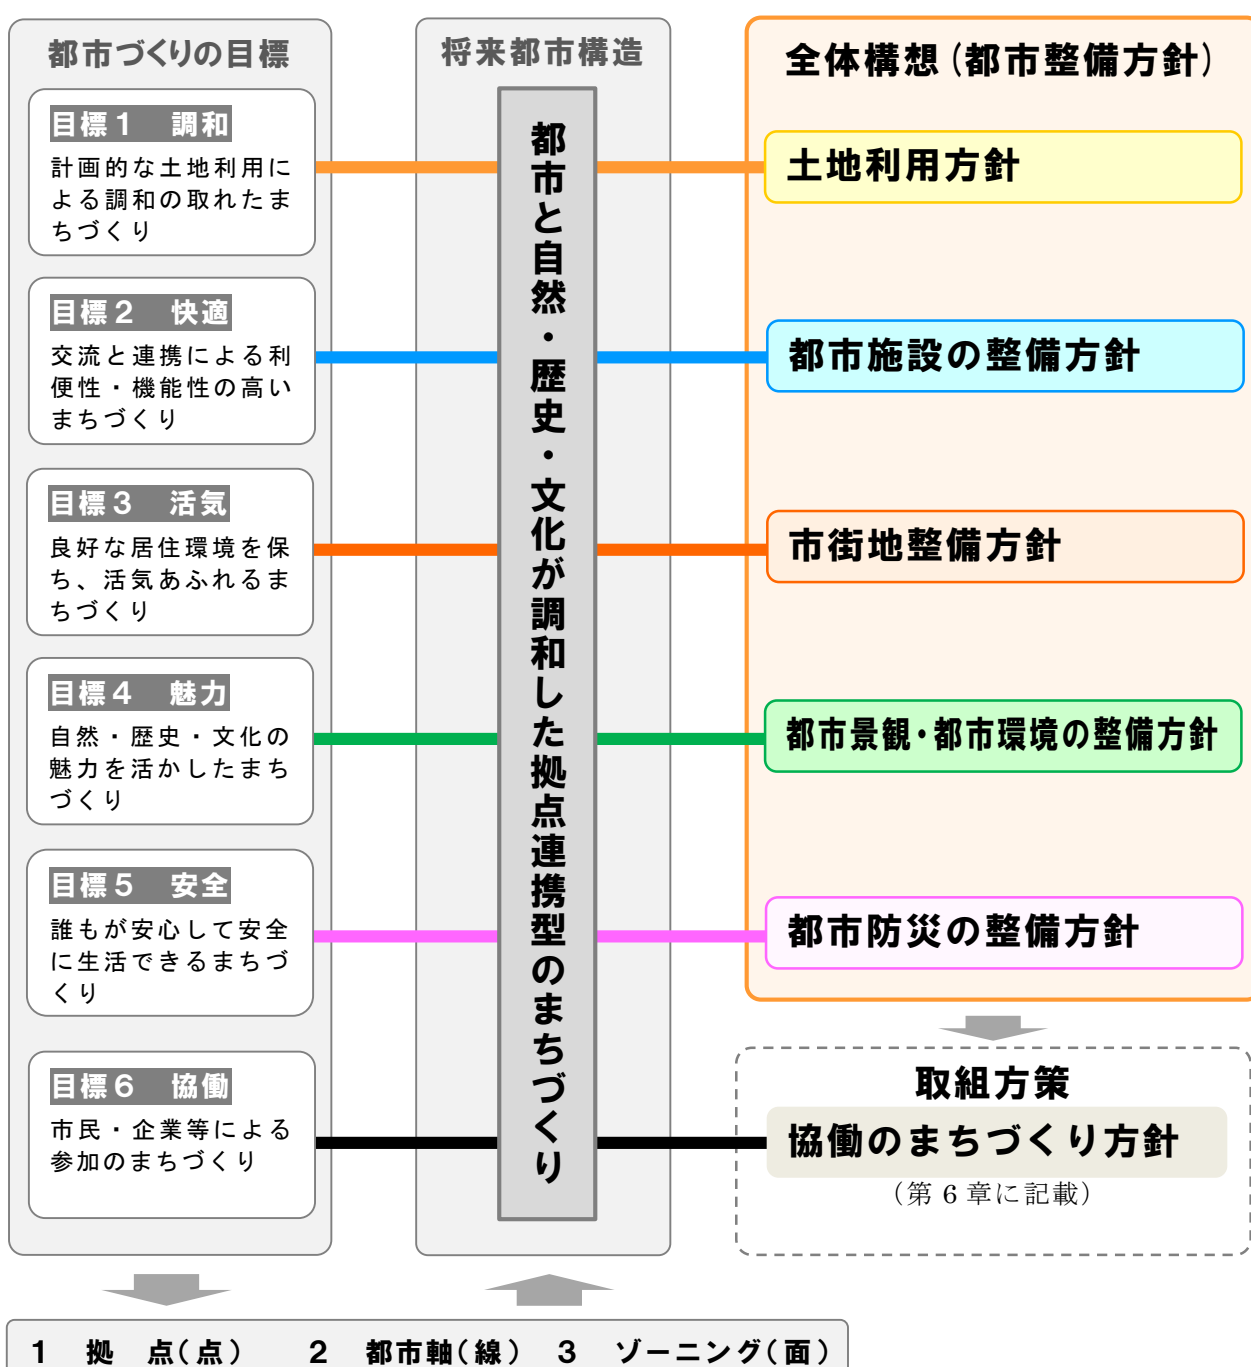 都市づくりの目標
目標１　調和
計画的な土地利用に
よる調和の取れたま
ちづくり
目標２　快適
交流と連携による利
便性・機能性の高い
まちづくり
目標３　活気
良好な居住環境を保
ち、活気あふれるま
ちづくり
目標４　魅力
自然・歴史・文化の
魅力を活かしたまち
づくり
目標５　安全
誰もが安心して安全
に生活できるまちづ
くり
目標６　協働
市民・企業等による
参加のまちづくり
将来都市構造
都市と自然・歴史・文化が調和した拠点連携型のまちづくり
全体構想（都市整備方針）
土地利用方針
都市施設の整備方針
市街地整備方針
都市景観・都市環境の整備方針
都市防災の整備方針
取組方策
協働のまちづくり方針
（第 6 章に記載）
１　拠　点（点）　２　都市軸（線）　３　ゾーニング（面）